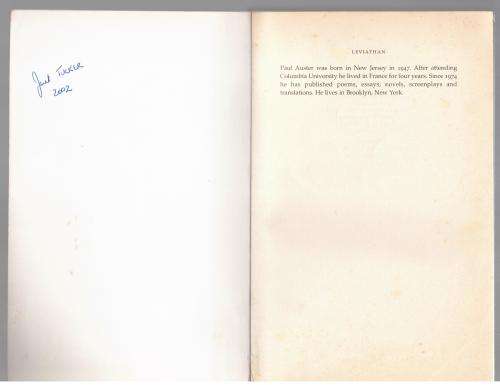 TUCKER
2002
LEVIATHAN
Paul Auster was born in New Jersey in 1947. After attending
Columbia University he lived in France for four years. Since 1974
he has published poems, essays, novels, screenplays and
translations. He lives in Brooklyn, New York.